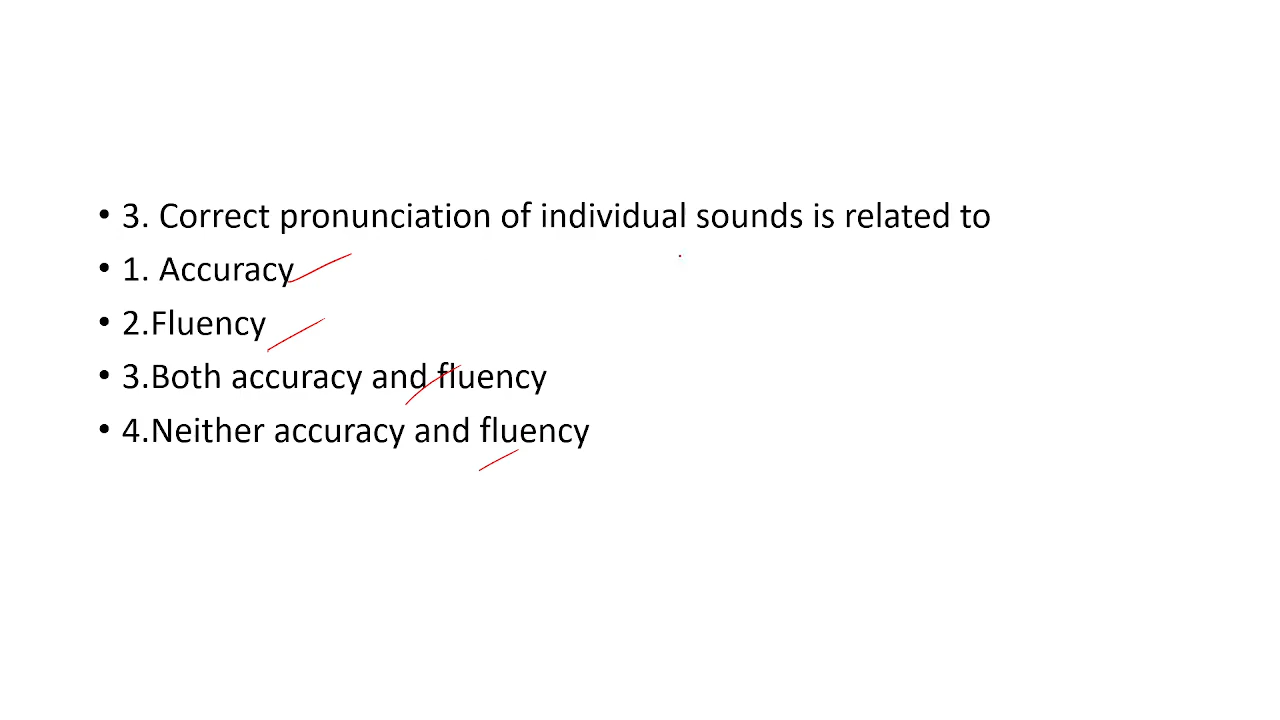 • 3. Correct pronunciation of individual sounds is related to
• 1. Accuracy
• 2.Fluency
• 3.Both accuracy and fluency
• 4.Neither accuracy and fluency